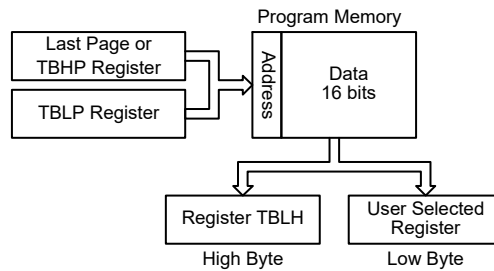 Program Memory
Last Page or
TBHP Register
TBLP Register
Address
Data
16 bits
Register TBLH
User Selected
Register
High Byte
Low Byte